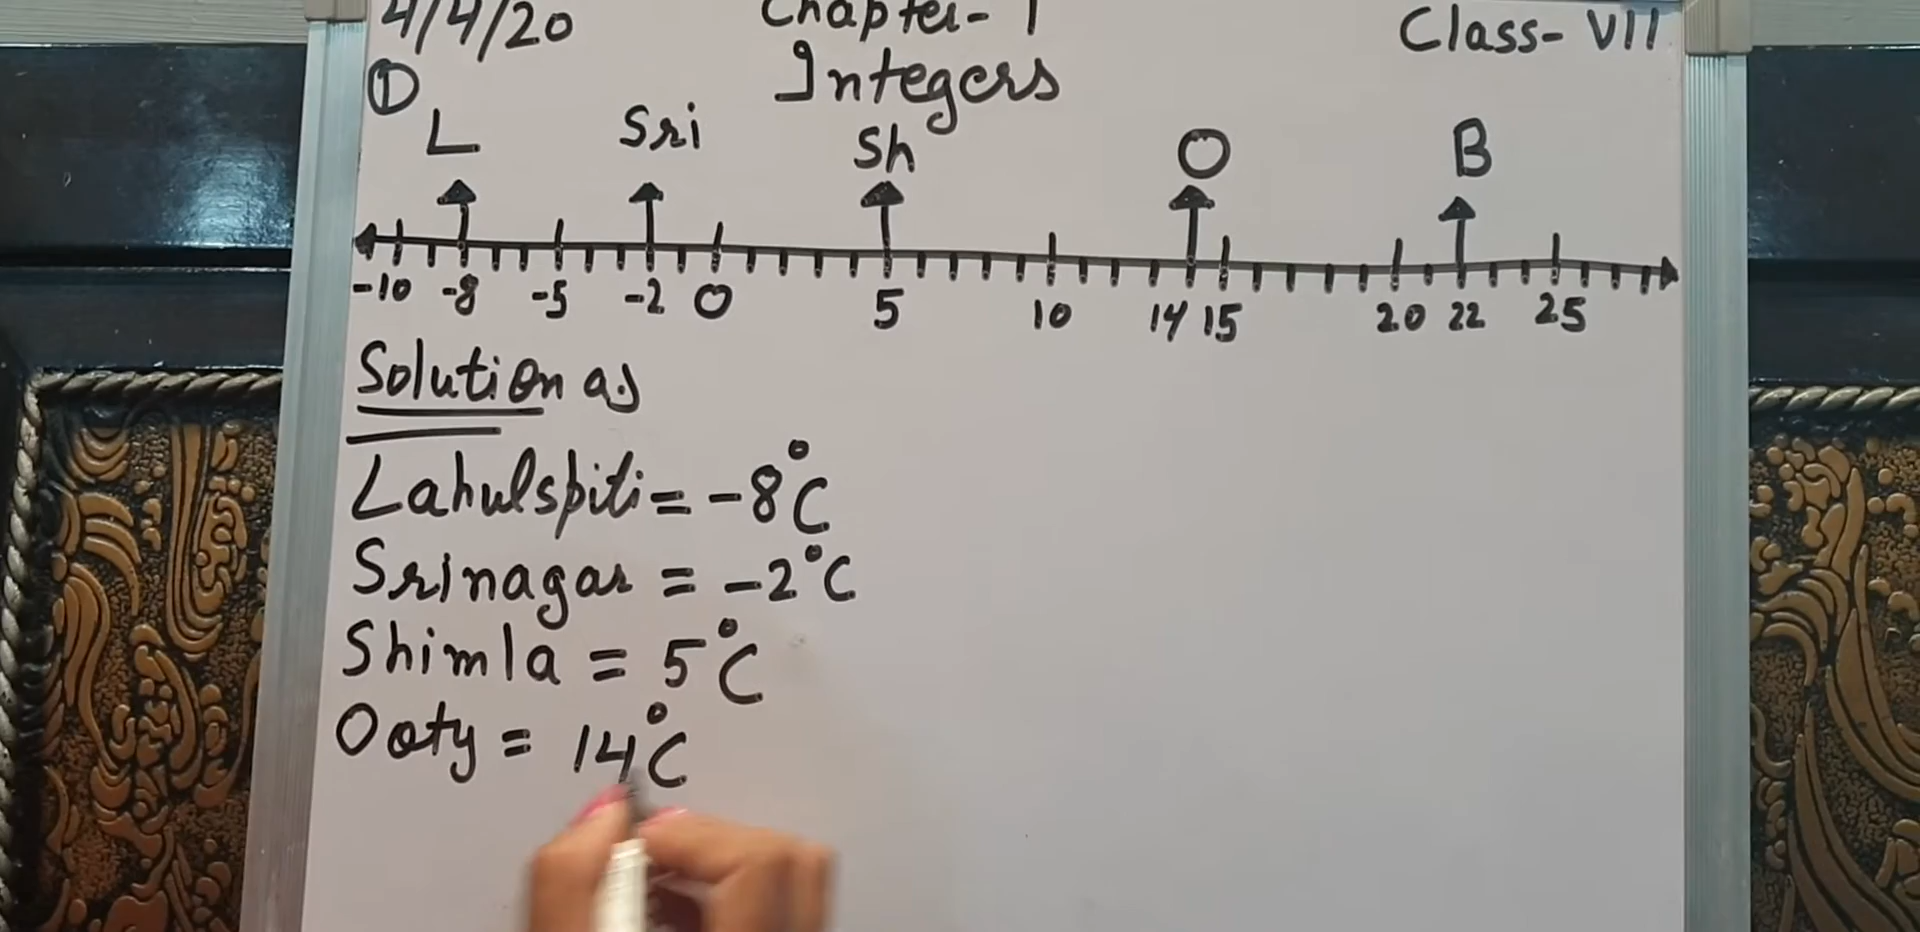 4/4/20 Chapter- 1 Class- VII
① Integers
L Sri Sh O B
-10 -8 -5 -2 0 5 10 14 15 20 22 25
Solution a)
Lahulspiti = -8°C
Srinagar = -2°C
Shimla = 5°C
Ooty = 14°C